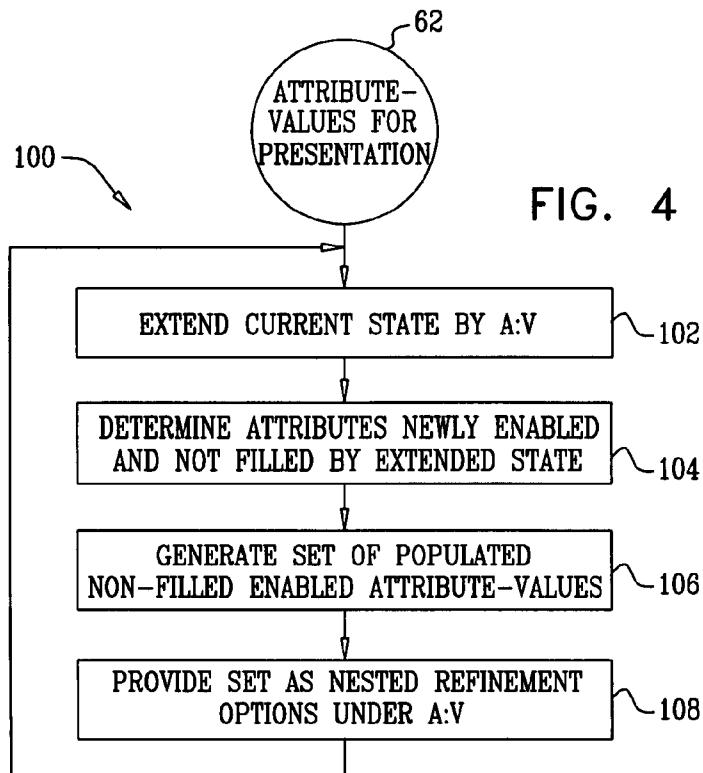 62
ATTRIBUTE-
VALUES FOR
PRESENTATION
100
FIG. 4
EXTEND CURRENT STATE BY A:V
102
DETERMINE ATTRIBUTES NEWLY ENABLED
AND NOT FILLED BY EXTENDED STATE
104
GENERATE SET OF POPULATED
NON-FILLED ENABLED ATTRIBUTE-VALUES
106
PROVIDE SET AS NESTED REFINEMENT
OPTIONS UNDER A:V
108